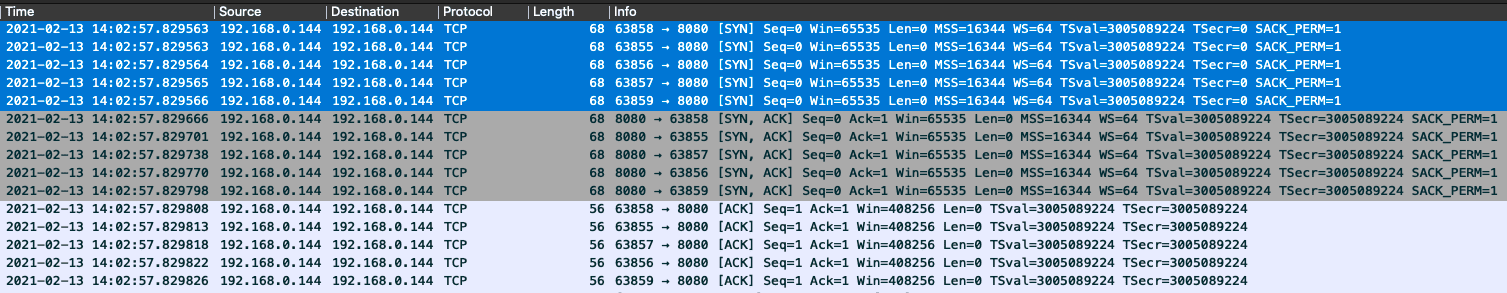 Time Source Destination Protocol Length Info
2021-02-13 14:02:57.829563 192.168.0.144 192.168.0.144 TCP 68 63858 → 8080 [SYN] Seq=0 Win=65535 Len=0 MSS=16344 WS=64 TSval=3005089224 TSecr=0 SACK_PERM=1
2021-02-13 14:02:57.829563 192.168.0.144 192.168.0.144 TCP 68 63855 → 8080 [SYN] Seq=0 Win=65535 Len=0 MSS=16344 WS=64 TSval=3005089224 TSecr=0 SACK_PERM=1
2021-02-13 14:02:57.829564 192.168.0.144 192.168.0.144 TCP 68 63856 → 8080 [SYN] Seq=0 Win=65535 Len=0 MSS=16344 WS=64 TSval=3005089224 TSecr=0 SACK_PERM=1
2021-02-13 14:02:57.829565 192.168.0.144 192.168.0.144 TCP 68 63857 → 8080 [SYN] Seq=0 Win=65535 Len=0 MSS=16344 WS=64 TSval=3005089224 TSecr=0 SACK_PERM=1
2021-02-13 14:02:57.829566 192.168.0.144 192.168.0.144 TCP 68 63859 → 8080 [SYN] Seq=0 Win=65535 Len=0 MSS=16344 WS=64 TSval=3005089224 TSecr=0 SACK_PERM=1
2021-02-13 14:02:57.829666 192.168.0.144 192.168.0.144 TCP 68 8080 → 63858 [SYN, ACK] Seq=0 Ack=1 Win=65535 Len=0 MSS=16344 WS=64 TSval=3005089224 TSecr=3005089224 SACK_PERM=1
2021-02-13 14:02:57.829701 192.168.0.144 192.168.0.144 TCP 68 8080 → 63855 [SYN, ACK] Seq=0 Ack=1 Win=65535 Len=0 MSS=16344 WS=64 TSval=3005089224 TSecr=3005089224 SACK_PERM=1
2021-02-13 14:02:57.829738 192.168.0.144 192.168.0.144 TCP 68 8080 → 63857 [SYN, ACK] Seq=0 Ack=1 Win=65535 Len=0 MSS=16344 WS=64 TSval=3005089224 TSecr=3005089224 SACK_PERM=1
2021-02-13 14:02:57.829770 192.168.0.144 192.168.0.144 TCP 68 8080 → 63856 [SYN, ACK] Seq=0 Ack=1 Win=65535 Len=0 MSS=16344 WS=64 TSval=3005089224 TSecr=3005089224 SACK_PERM=1
2021-02-13 14:02:57.829798 192.168.0.144 192.168.0.144 TCP 68 8080 → 63859 [SYN, ACK] Seq=0 Ack=1 Win=65535 Len=0 MSS=16344 WS=64 TSval=3005089224 TSecr=3005089224 SACK_PERM=1
2021-02-13 14:02:57.829808 192.168.0.144 192.168.0.144 TCP 56 63858 → 8080 [ACK] Seq=1 Ack=1 Win=408256 Len=0 TSval=3005089224 TSecr=3005089224
2021-02-13 14:02:57.829813 192.168.0.144 192.168.0.144 TCP 56 63855 → 8080 [ACK] Seq=1 Ack=1 Win=408256 Len=0 TSval=3005089224 TSecr=3005089224
2021-02-13 14:02:57.829818 192.168.0.144 192.168.0.144 TCP 56 63857 → 8080 [ACK] Seq=1 Ack=1 Win=408256 Len=0 TSval=3005089224 TSecr=3005089224
2021-02-13 14:02:57.829822 192.168.0.144 192.168.0.144 TCP 56 63856 → 8080 [ACK] Seq=1 Ack=1 Win=408256 Len=0 TSval=3005089224 TSecr=3005089224
2021-02-13 14:02:57.829826 192.168.0.144 192.168.0.144 TCP 56 63859 → 8080 [ACK] Seq=1 Ack=1 Win=408256 Len=0 TSval=3005089224 TSecr=3005089224